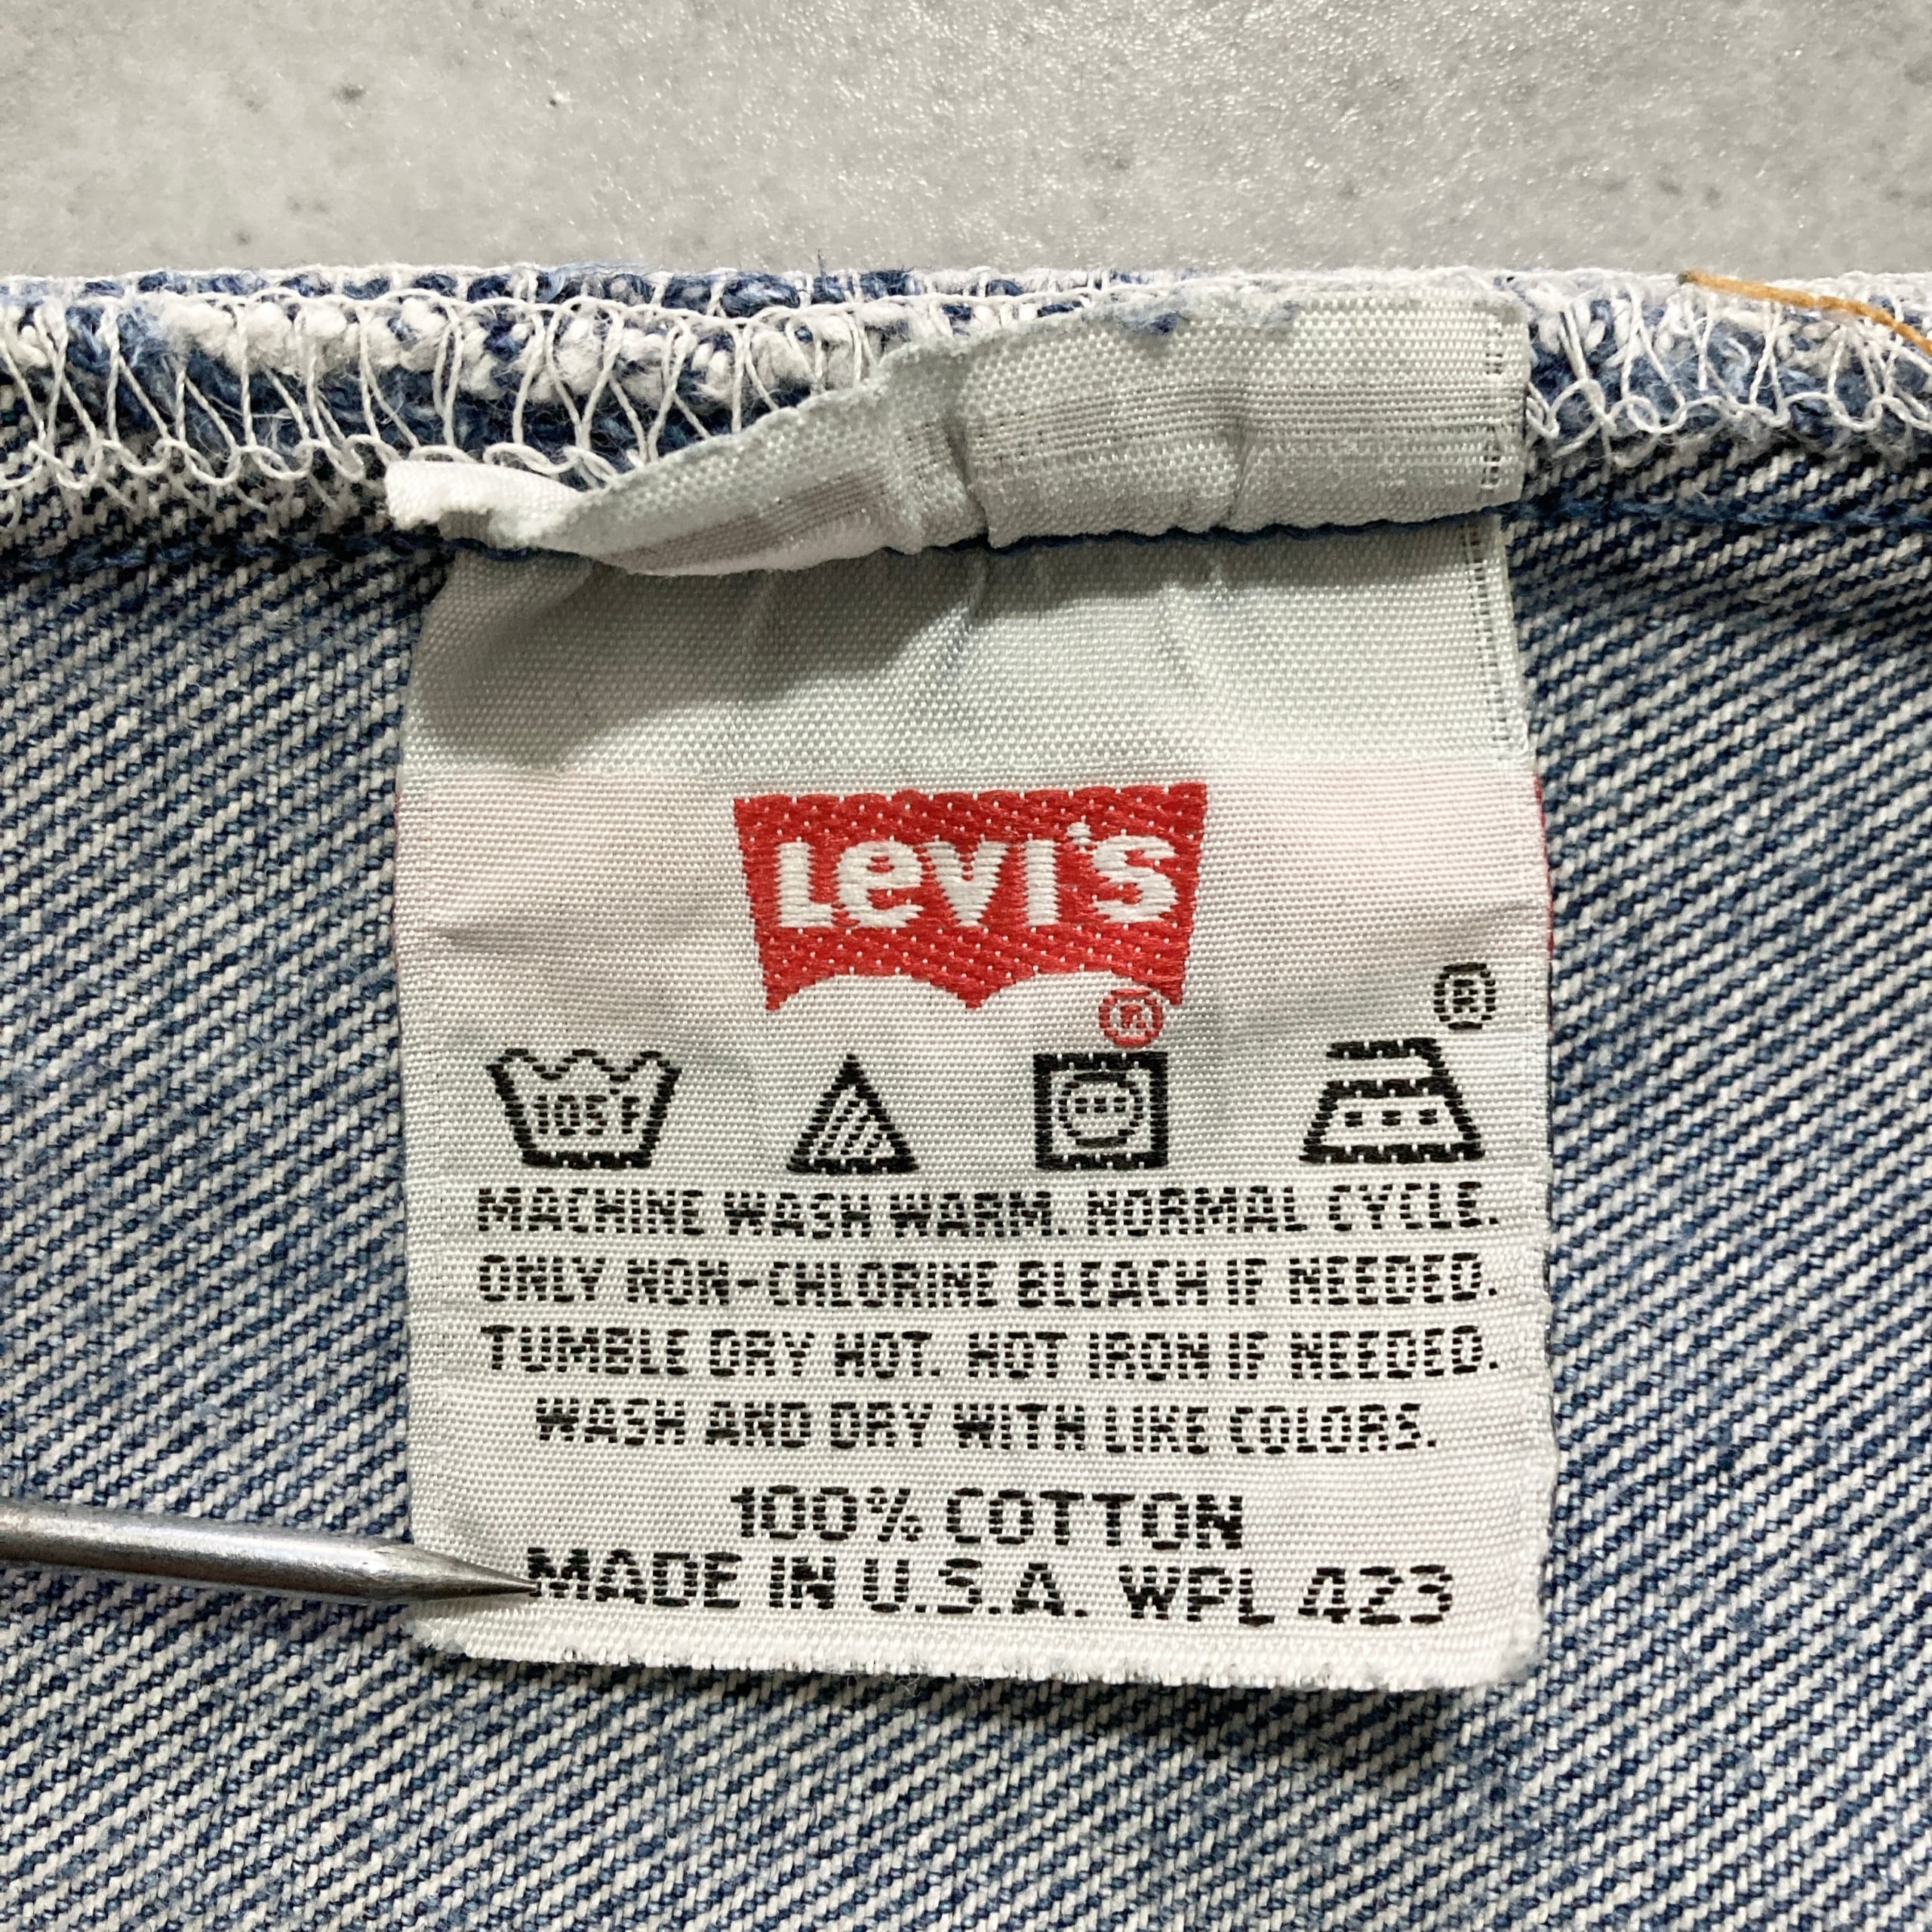 Levi's
®
®
105°F
MACHINE WASH WARM. NORMAL CYCLE.
ONLY NON-CHLORINE BLEACH IF NEEDED.
TUMBLE DRY HOT. HOT IRON IF NEEDED.
WASH AND DRY WITH LIKE COLORS.
100% COTTON
MADE IN U.S.A. WPL 423